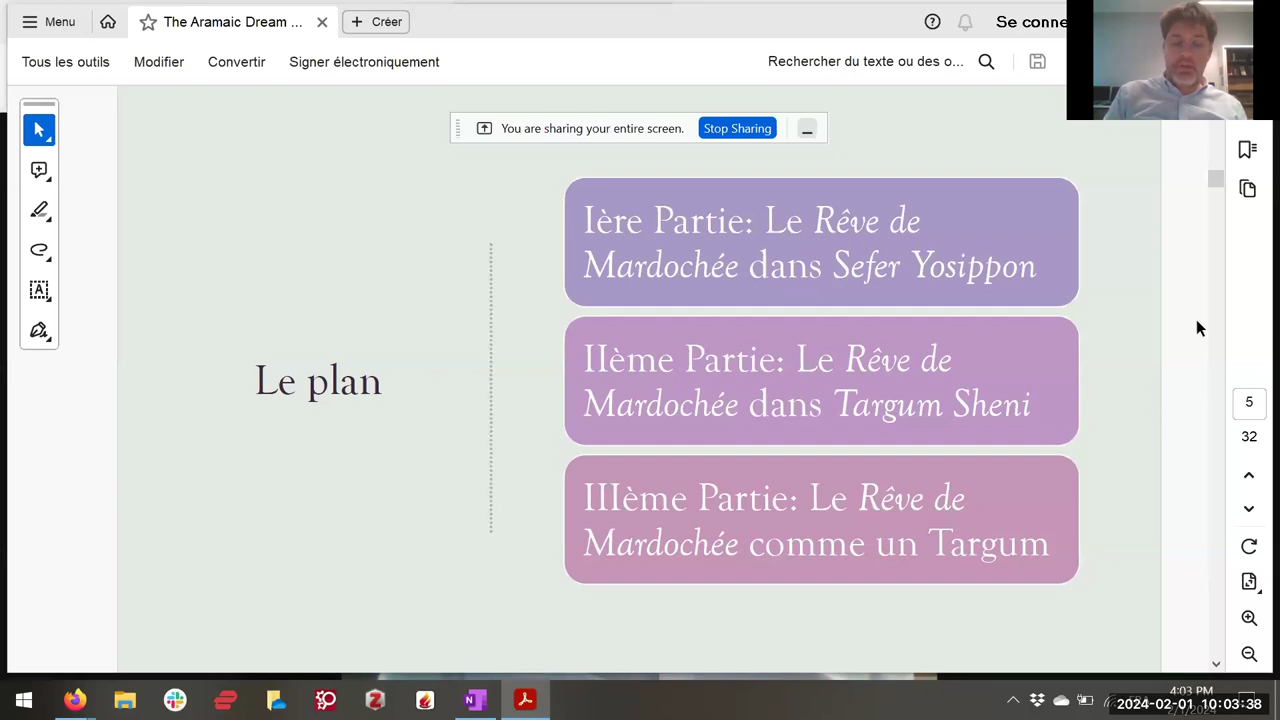 Menu
The Aramaic Dream ...
Créer
Se conne
Tous les outils
Modifier
Convertir
Signer électroniquement
Rechercher du texte ou des o...
You are sharing your entire screen.
Stop Sharing
Ière Partie: Le Rêve de
Mardochée dans Sefer Yosippon
Le plan
IIème Partie: Le Rêve de
Mardochée dans Targum Sheni
IIIème Partie: Le Rêve de
Mardochée comme un Targum
5
32
4:03 PM
2024-02-01 10:03:38